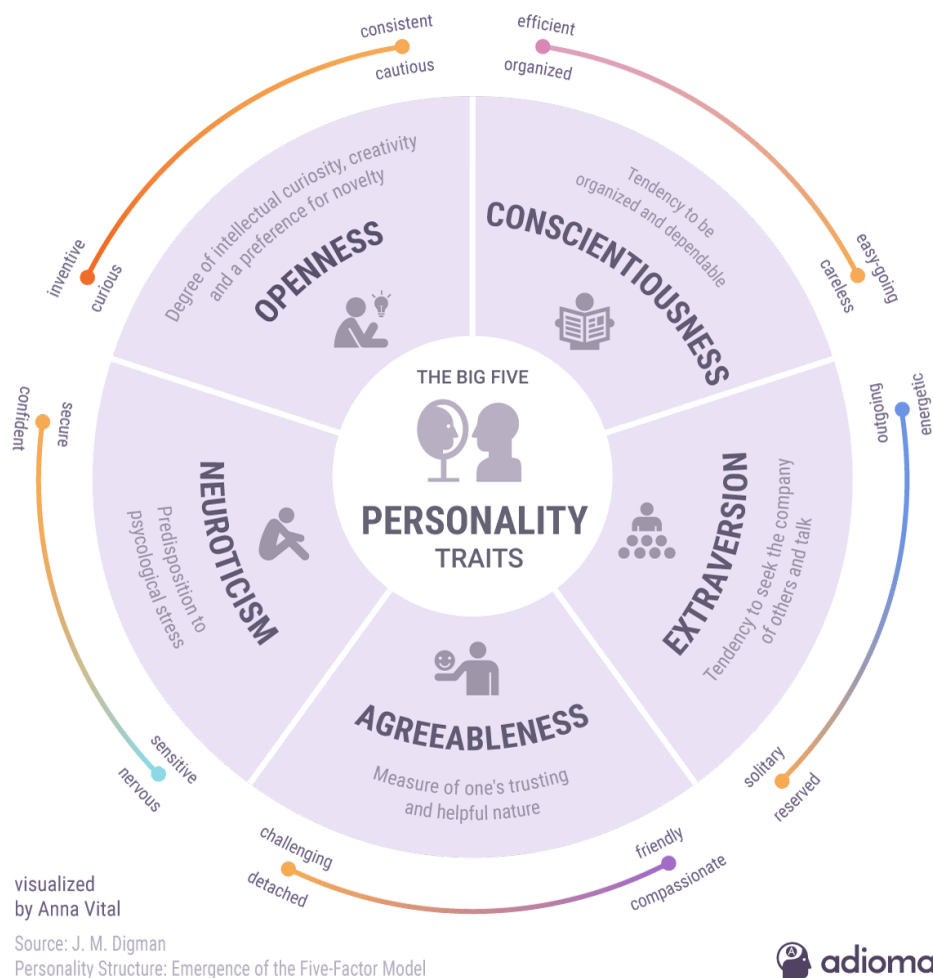 consistent
cautious
inventive
curious
Degree of intellectual curiosity, creativity
and a preference for novelty
OPENNESS
efficient
organized
easy-going
careless
Tendency to be
organized and dependable
CONSCIENTIOUSNESS
THE BIG FIVE
PERSONALITY
TRAITS
energetic
outgoing
solitary
reserved
EXTRAVERSION
Tendency to seek the company
of others and talk
AGREEABLENESS
Measure of one's trusting
and helpful nature
challenging
detached
friendly
compassionate
secure
confident
sensitive
nervous
NEUROTICISM
Predisposition to
psycological stress
visualized
by Anna Vital
Source: J. M. Digman
Personality Structure: Emergence of the Five-Factor Model
A
adioma